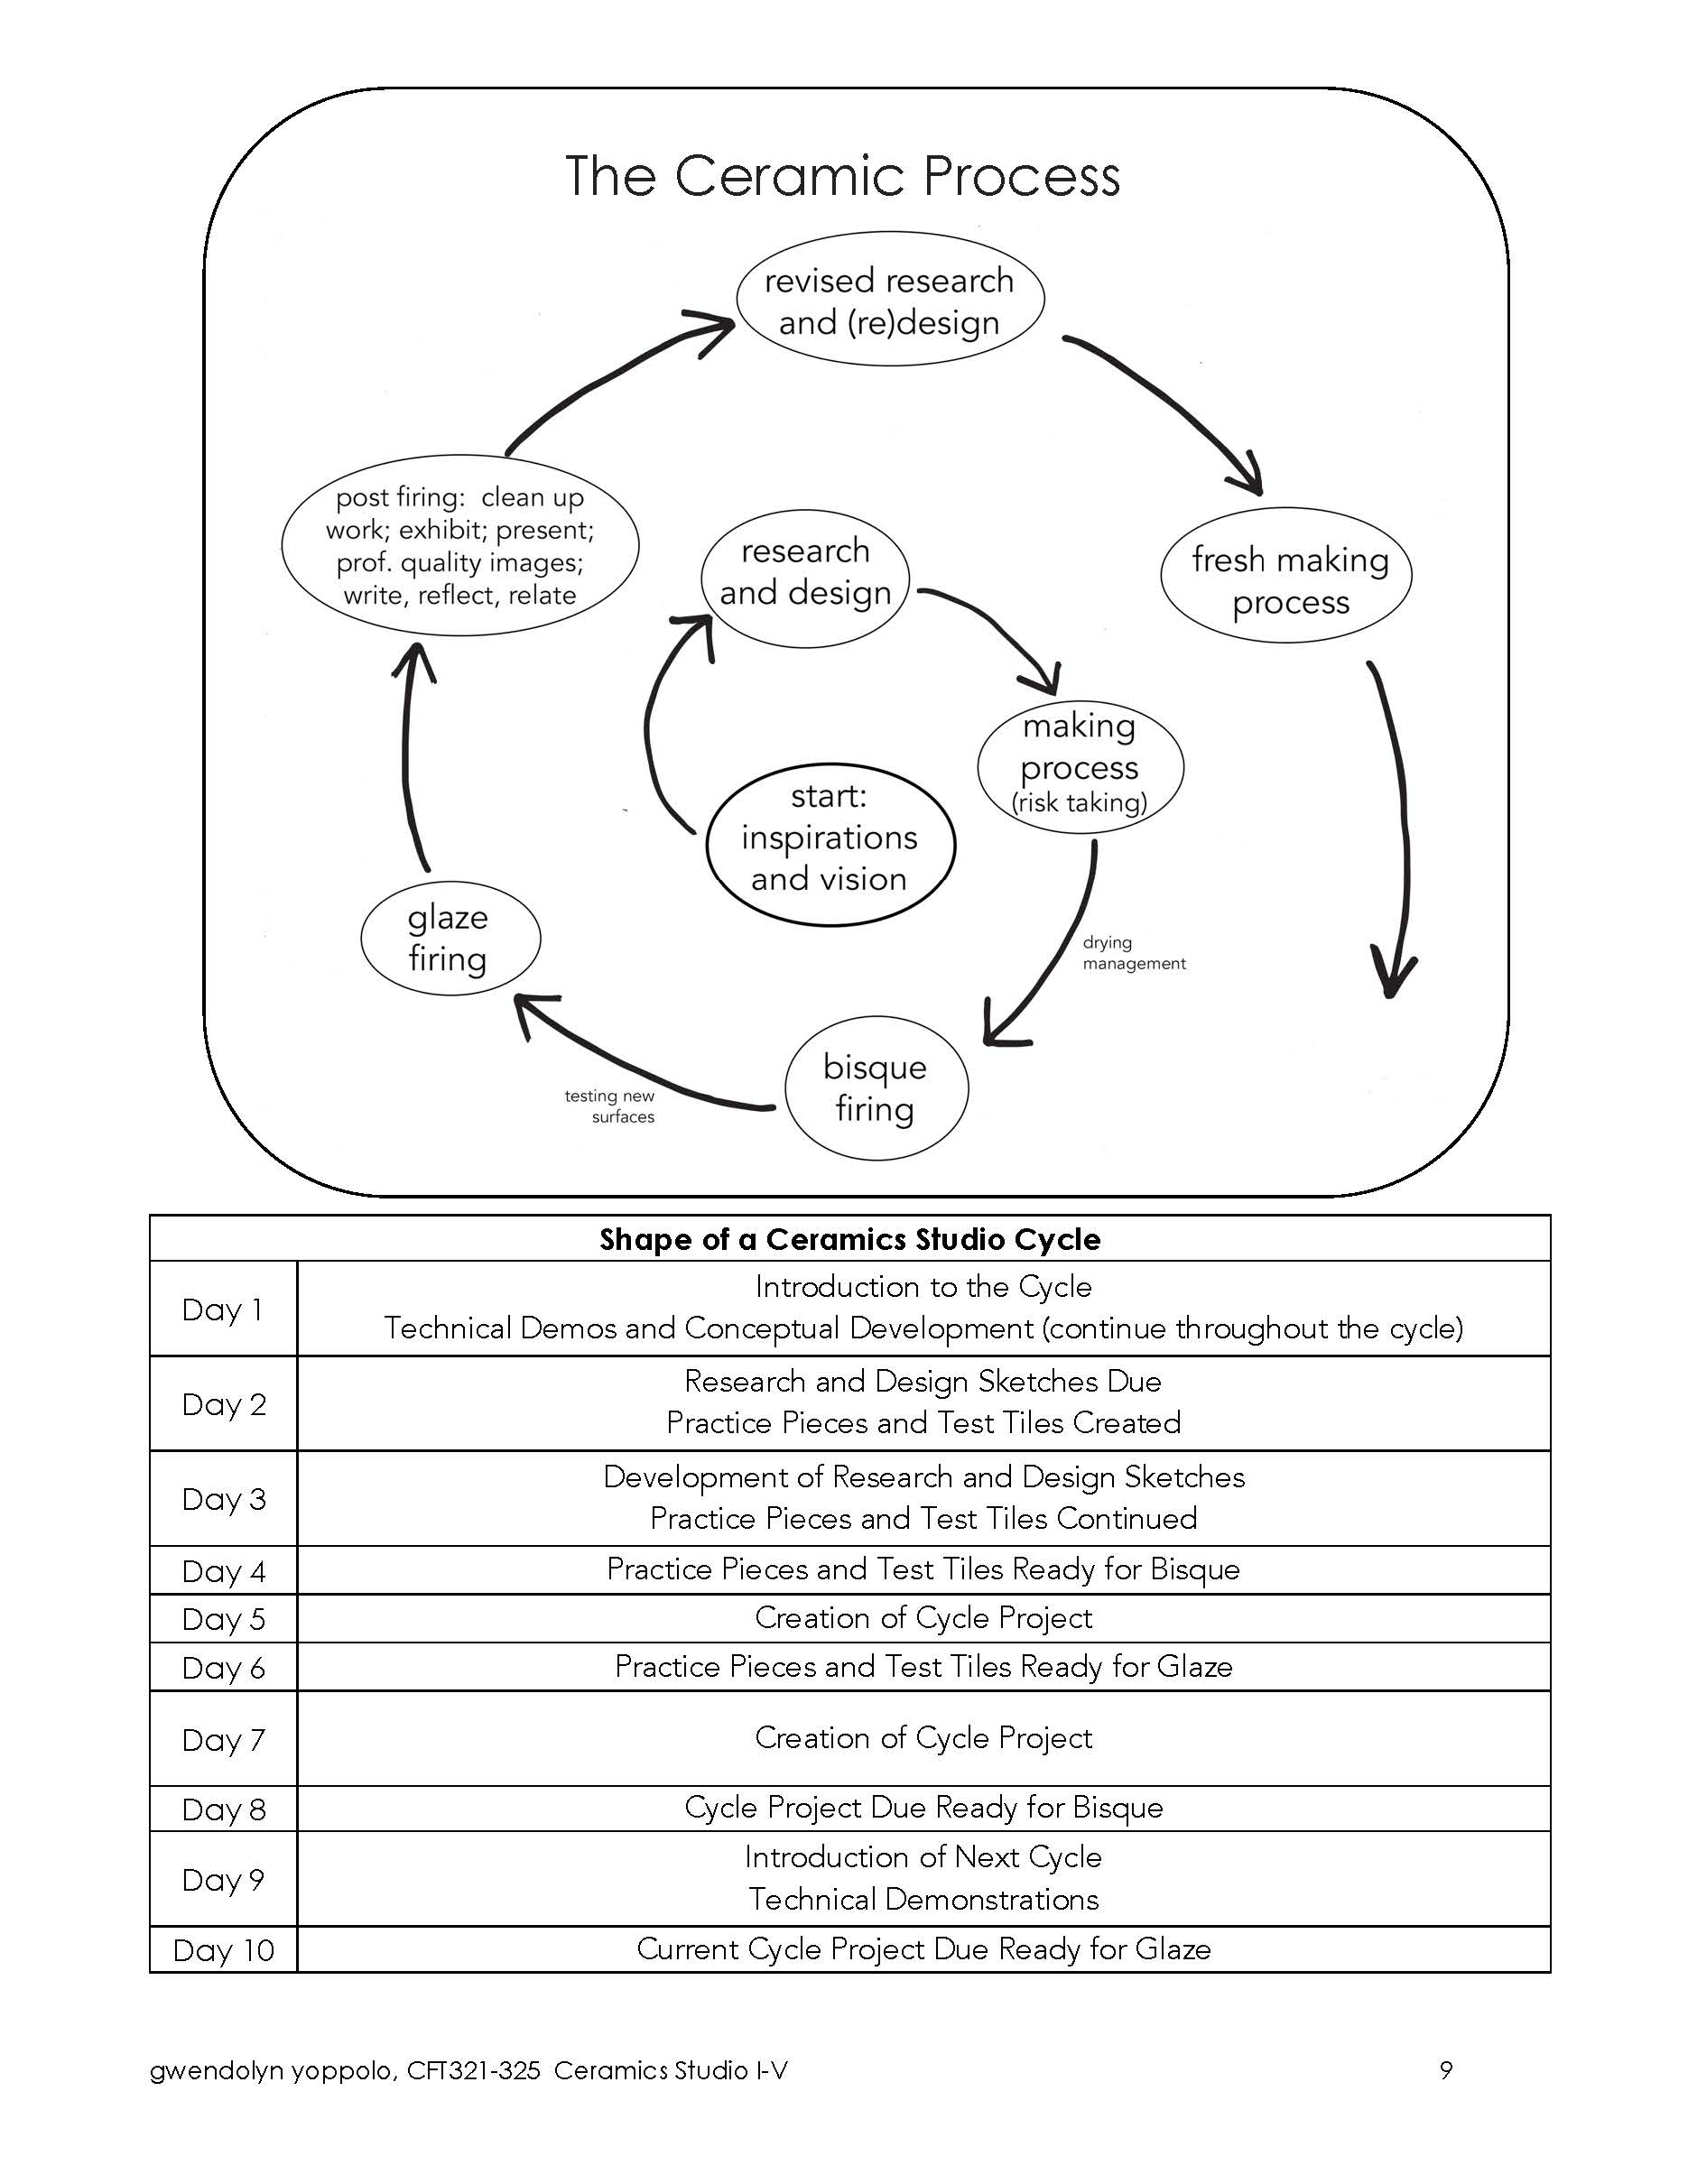 The Ceramic Process
revised research
and (re)design
post firing:  clean up
work; exhibit; present;
prof. quality images;
write, reflect, relate
research
and design
fresh making
process
making
process
(risk taking)
start:
inspirations
and vision
glaze
firing
drying
management
bisque
firing
testing new
surfaces
Shape of a Ceramics Studio Cycle
Day 1
Introduction to the Cycle
Technical Demos and Conceptual Development (continue throughout the cycle)
Day 2
Research and Design Sketches Due
Practice Pieces and Test Tiles Created
Day 3
Development of Research and Design Sketches
Practice Pieces and Test Tiles Continued
Day 4
Practice Pieces and Test Tiles Ready for Bisque
Day 5
Creation of Cycle Project
Day 6
Practice Pieces and Test Tiles Ready for Glaze
Day 7
Creation of Cycle Project
Day 8
Cycle Project Due Ready for Bisque
Day 9
Introduction of Next Cycle
Technical Demonstrations
Day 10
Current Cycle Project Due Ready for Glaze
gwendolyn yoppolo, CFT321-325  Ceramics Studio I-V
9